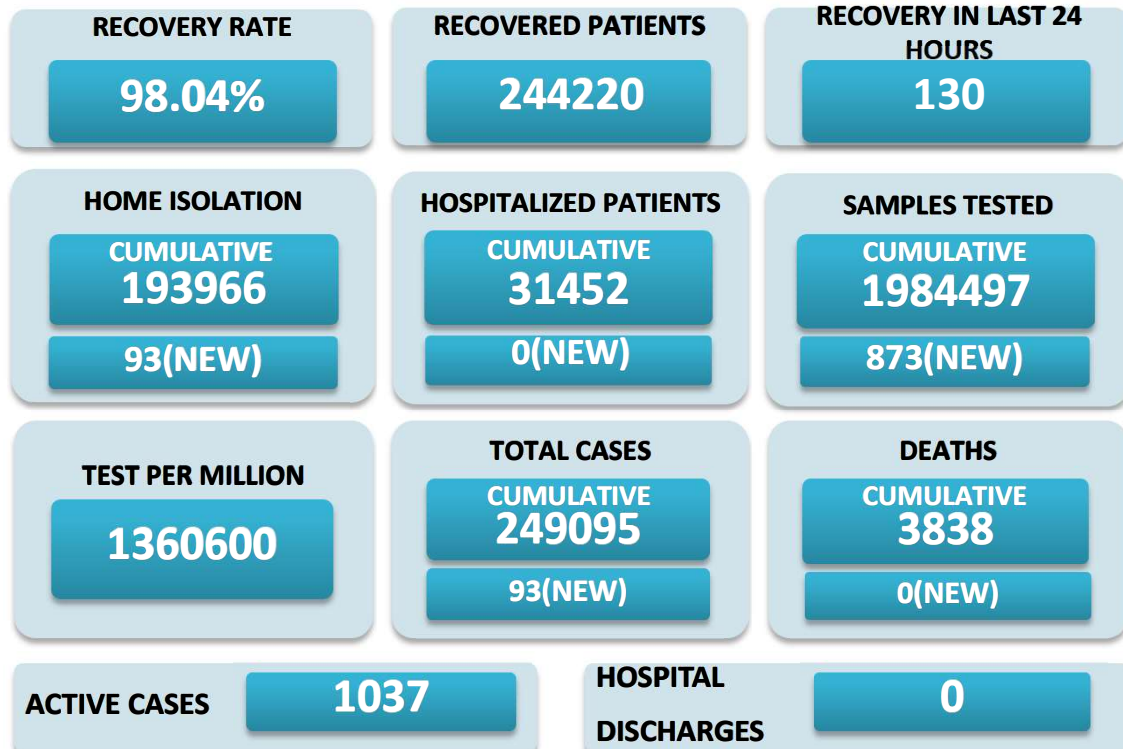 RECOVERY RATE
98.04%
RECOVERED PATIENTS
244220
RECOVERY IN LAST 24
HOURS
130
HOME ISOLATION
CUMULATIVE
193966
93(NEW)
HOSPITALIZED PATIENTS
CUMULATIVE
31452
0(NEW)
SAMPLES TESTED
CUMULATIVE
1984497
873(NEW)
TEST PER MILLION
1360600
TOTAL CASES
CUMULATIVE
249095
93(NEW)
DEATHS
CUMULATIVE
3838
0(NEW)
ACTIVE CASES
1037
HOSPITAL
DISCHARGES
0